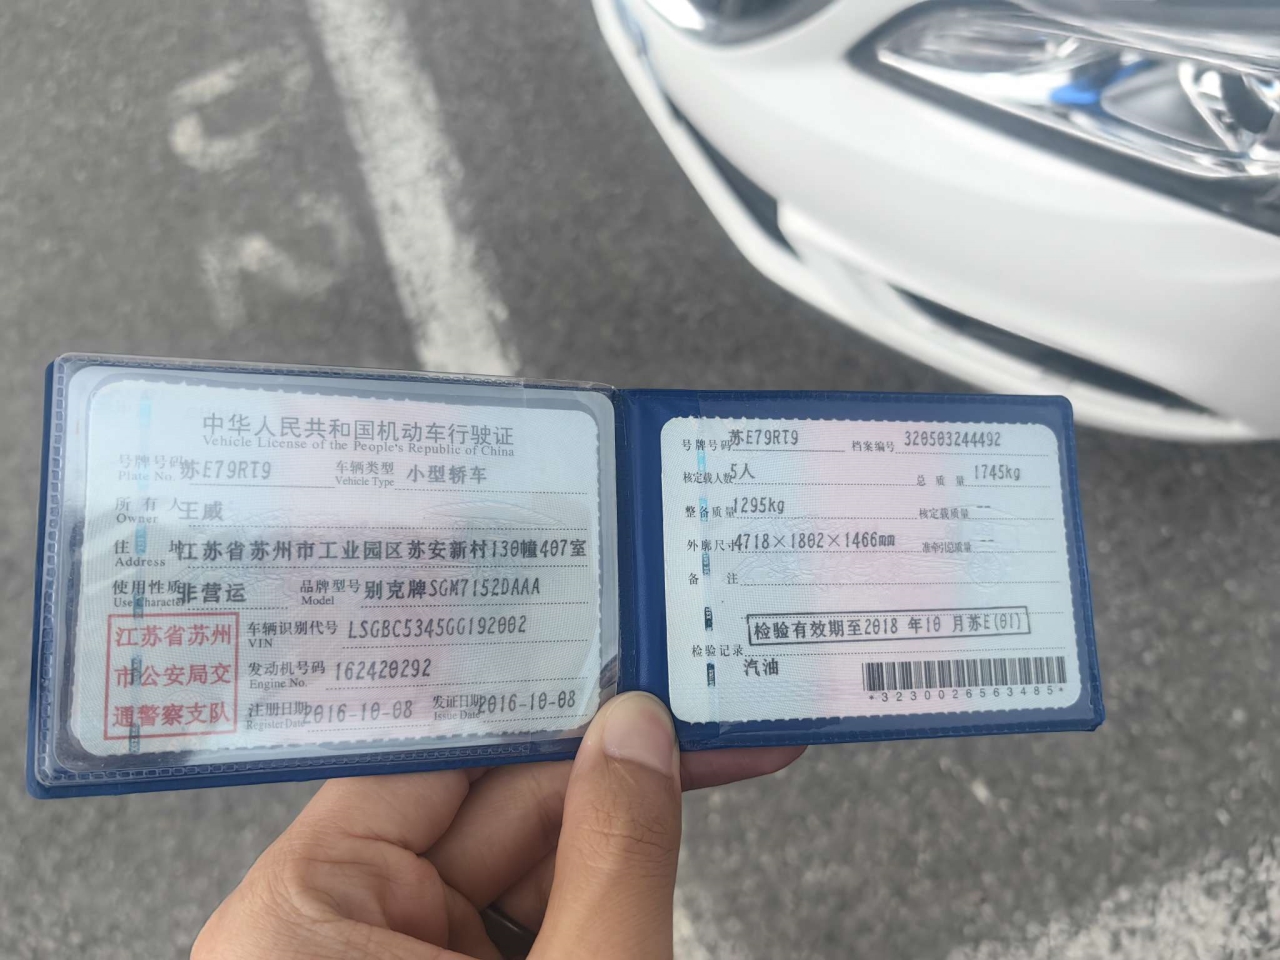 中华人民共和国机动车行驶证
Vehicle License of the People's Republic of China
号牌号码 苏E79RT9 车辆类型 小型轿车
Plate No. Vehicle Type
所有人 王威
Owner
住址 江苏省苏州市工业园区苏安新村130幢407室
Address
使用性质 非营运 品牌型号 别克牌SGM7152DAAA
Use Character Model
江苏省苏州
市公安局交
通警察支队
车辆识别代号 LSGBC5345GG192002
VIN
发动机号码 162420292
Engine No.
注册日期 2016-10-08 发证日期 2016-10-08
Register Date Issue Date
号牌号码 苏E79RT9 档案编号 320503244492
核定载人数 5人 总质量 1745kg
整备质量 1295kg 核定载质量 --
外廓尺寸 4718×1802×1466mm 准牵引总质量 --
备注
检验有效期至2018 年10 月苏E(01)
检验记录
汽油
*3230026563485*